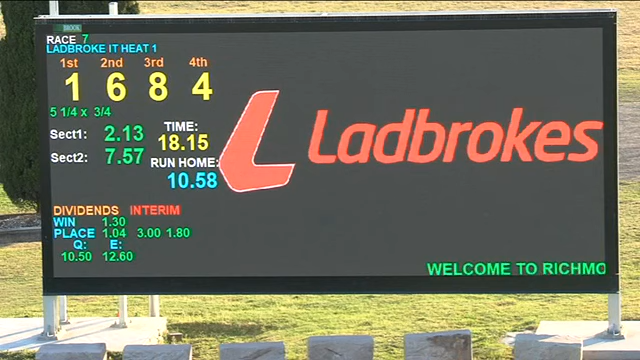 RACE 7
LADBROKE IT HEAT 1
1st 2nd 3rd 4th
1 6 8 4
5 1/4 x 3/4
Sect1: 2.13
Sect2: 7.57
TIME:
18.15
RUN HOME:
10.58
Ladbrokes
DIVIDENDS INTERIM
WIN 1.30
PLACE 1.04 3.00 1.80
Q: E:
10.50 12.60
WELCOME TO RICHMO